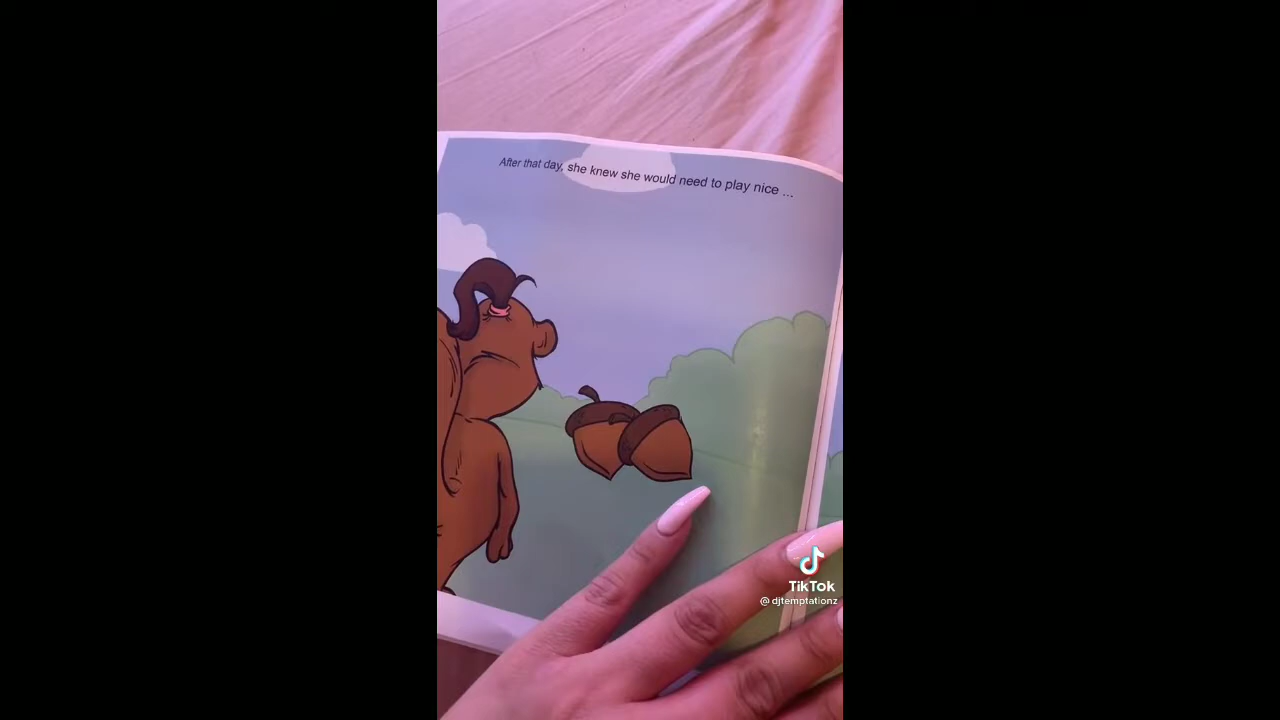 After that day, she knew she would need to play nice ...
TikTok
@djtemptationz